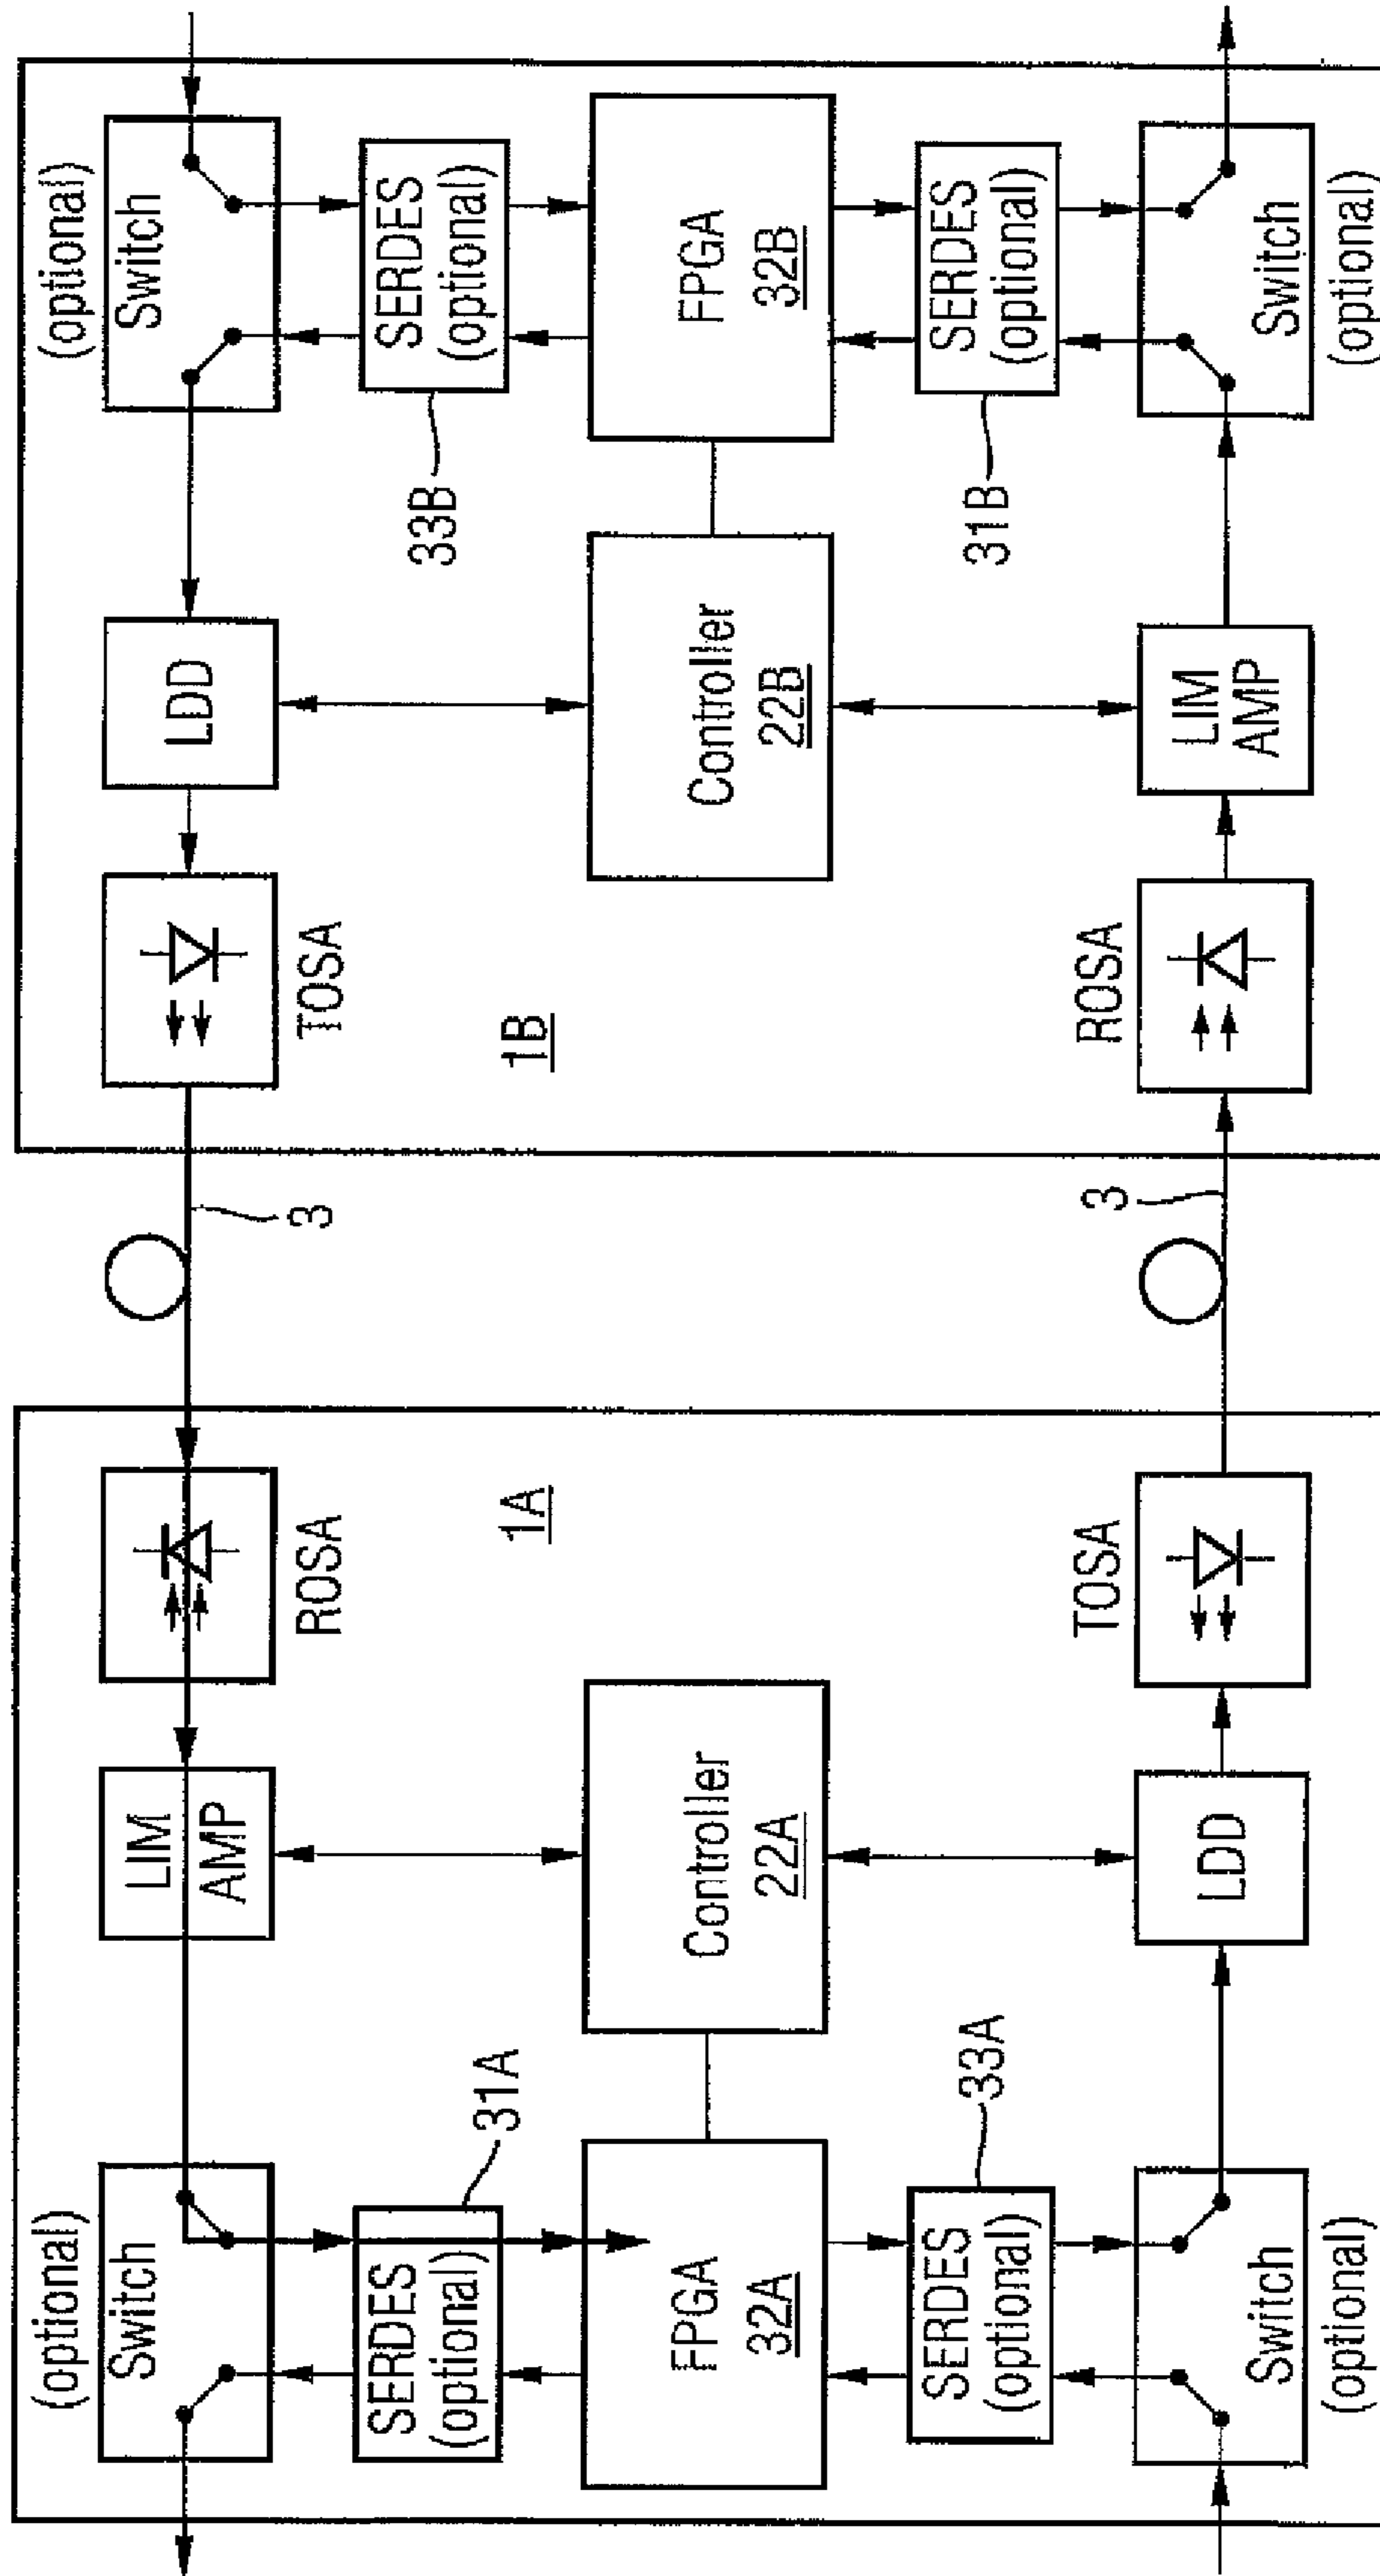 (optional)
Switch
LIM
AMP
ROSA
3
TOSA
LDD
(optional)
Switch
SERDES
(optional)
31A
33B
SERDES
(optional)
1A
1B
FPGA
32A
Controller
22A
Controller
22B
FPGA
32B
SERDES
(optional)
33A
31B
SERDES
(optional)
Switch
(optional)
LDD
TOSA
3
ROSA
LIM
AMP
Switch
(optional)